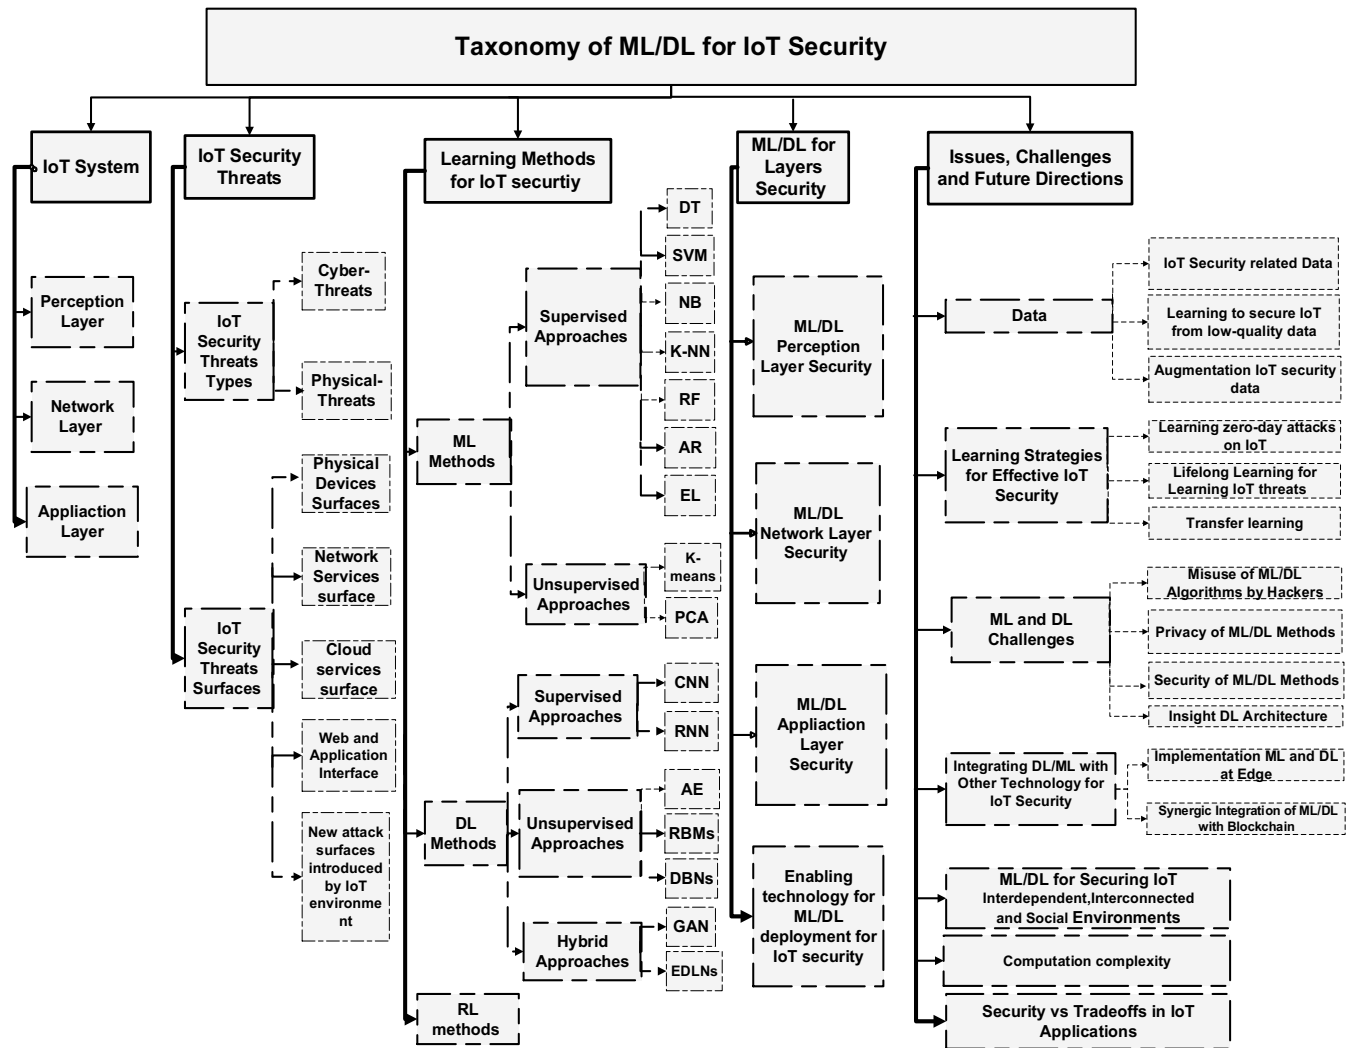 Taxonomy of ML/DL for IoT Security
IoT System
Perception
Layer
Network
Layer
Appliaction
Layer
IoT Security
Threats
IoT
Security
Threats
Types
Cyber-
Threats
Physical-
Threats
IoT
Security
Threats
Surfaces
Physical
Devices
Surfaces
Network
Services
surface
Cloud
services
surface
Web and
Application
Interface
New attack
surfaces
introduced
by IoT
environme
nt
Learning Methods
for IoT securtiy
ML
Methods
Supervised
Approaches
DT
SVM
NB
K-NN
RF
AR
EL
Unsupervised
Approaches
K-
means
PCA
DL
Methods
Supervised
Approaches
CNN
RNN
Unsupervised
Approaches
AE
RBMs
DBNs
Hybrid
Approaches
GAN
EDLNs
RL
methods
ML/DL for
Layers
Security
ML/DL
Perception
Layer Security
ML/DL
Network Layer
Security
ML/DL
Appliaction
Layer
Security
Enabling
technology for
ML/DL
deployment for
IoT security
Issues, Challenges
and Future Directions
Data
IoT Security related Data
Learning to secure IoT
from low-quality data
Augmentation IoT security
data
Learning Strategies
for Effective IoT
Security
Learning zero-day attacks
on IoT
Lifelong Learning for
Learning IoT threats
Transfer learning
ML and DL
Challenges
Misuse of ML/DL
Algorithms by Hackers
Privacy of ML/DL Methods
Security of ML/DL Methods
Insight DL Architecture
Integrating DL/ML with
Other Technology for
IoT Security
Implementation ML and DL
at Edge
Synergic Integration of ML/DL
with Blockchain
ML/DL for Securing IoT
Interdependent,Interconnected
and Social Environments
Computation complexity
Security vs Tradeoffs in IoT
Applications